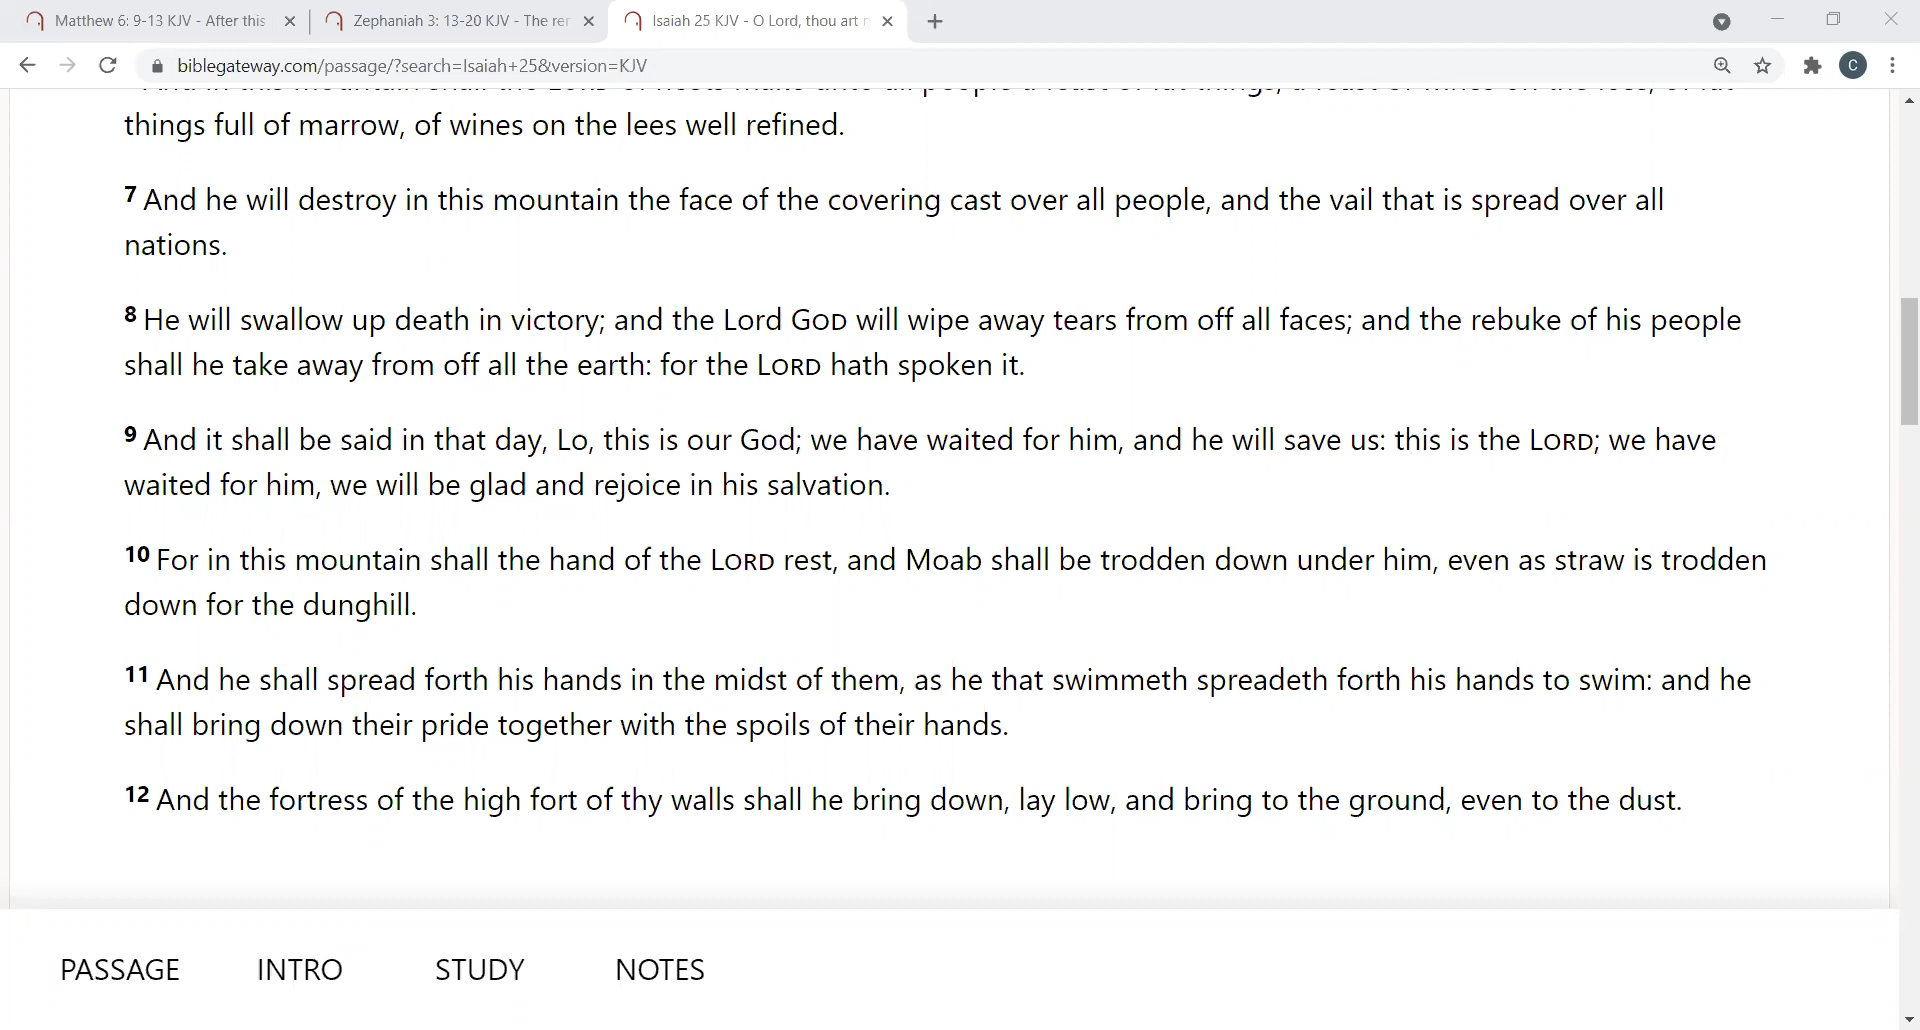 Matthew 6: 9-13 KJV - After this
Zephaniah 3: 13-20 KJV - The rer
Isaiah 25 KJV - O Lord, thou art
biblegateway.com/passage/?search=Isaiah+25&version=KJV
C
things full of marrow, of wines on the lees well refined.
7 And he will destroy in this mountain the face of the covering cast over all people, and the vail that is spread over all
nations.
8 He will swallow up death in victory; and the Lord GOD will wipe away tears from off all faces; and the rebuke of his people
shall he take away from off all the earth: for the LORD hath spoken it.
9 And it shall be said in that day, Lo, this is our God; we have waited for him, and he will save us: this is the LORD; we have
waited for him, we will be glad and rejoice in his salvation.
10 For in this mountain shall the hand of the LORD rest, and Moab shall be trodden down under him, even as straw is trodden
down for the dunghill.
11 And he shall spread forth his hands in the midst of them, as he that swimmeth spreadeth forth his hands to swim: and he
shall bring down their pride together with the spoils of their hands.
12 And the fortress of the high fort of thy walls shall he bring down, lay low, and bring to the ground, even to the dust.
PASSAGE INTRO STUDY NOTES